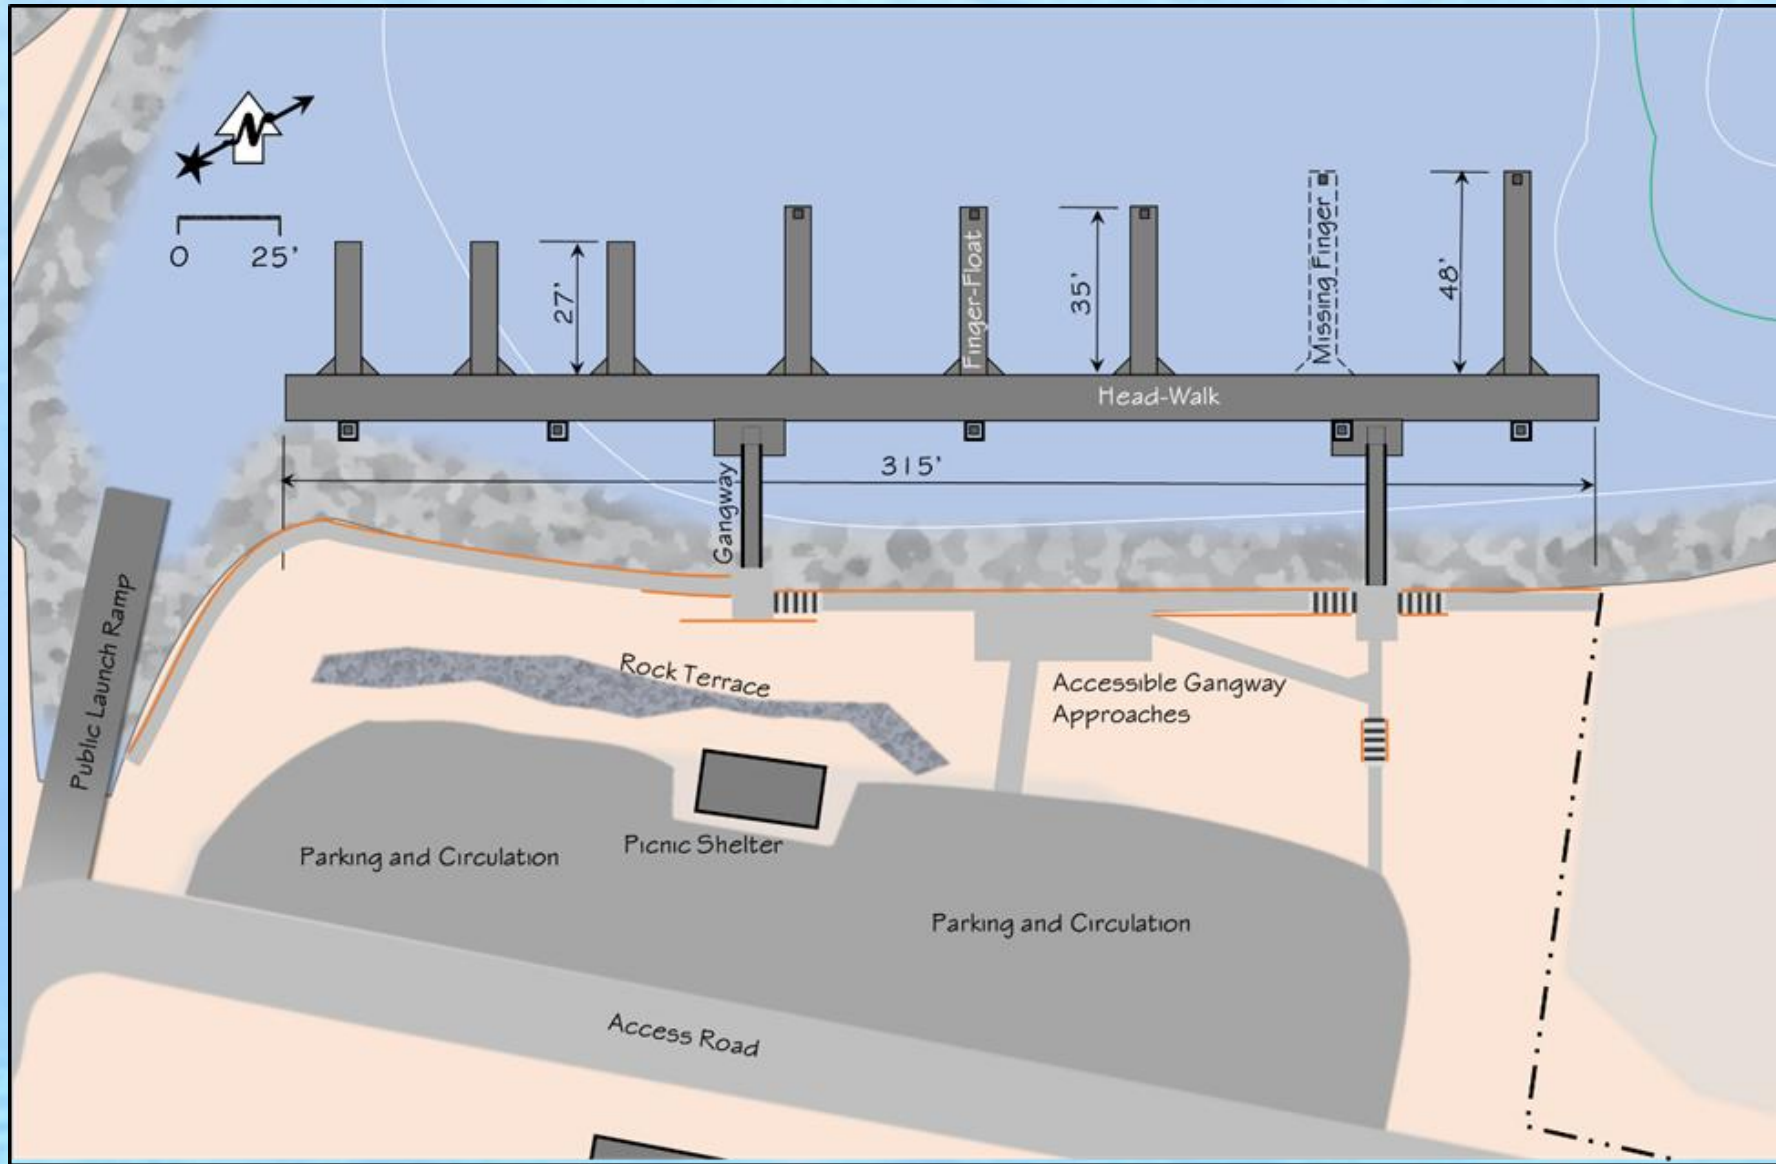 N
0 25'
27'
Finger-Float
35'
Missing Finger
48'
Head-Walk
315'
Gangway
Public Launch Ramp
Rock Terrace
Accessible Gangway
Approaches
Picnic Shelter
Parking and Circulation
Parking and Circulation
Access Road